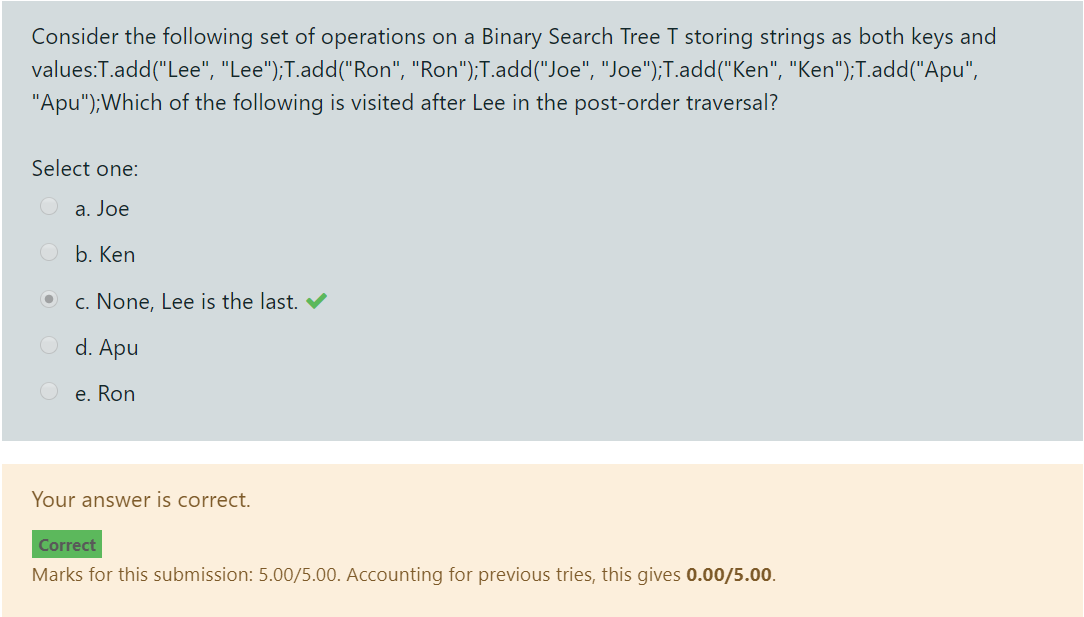 Consider the following set of operations on a Binary Search Tree T storing strings as both keys and
values:T.add("Lee", "Lee");T.add("Ron", "Ron");T.add("Joe", "Joe");T.add("Ken", "Ken");T.add("Apu",
"Apu");Which of the following is visited after Lee in the post-order traversal?
Select one:
a. Joe
b. Ken
c. None, Lee is the last.
d. Apu
e. Ron
Your answer is correct.
Correct
Marks for this submission: 5.00/5.00. Accounting for previous tries, this gives 0.00/5.00.